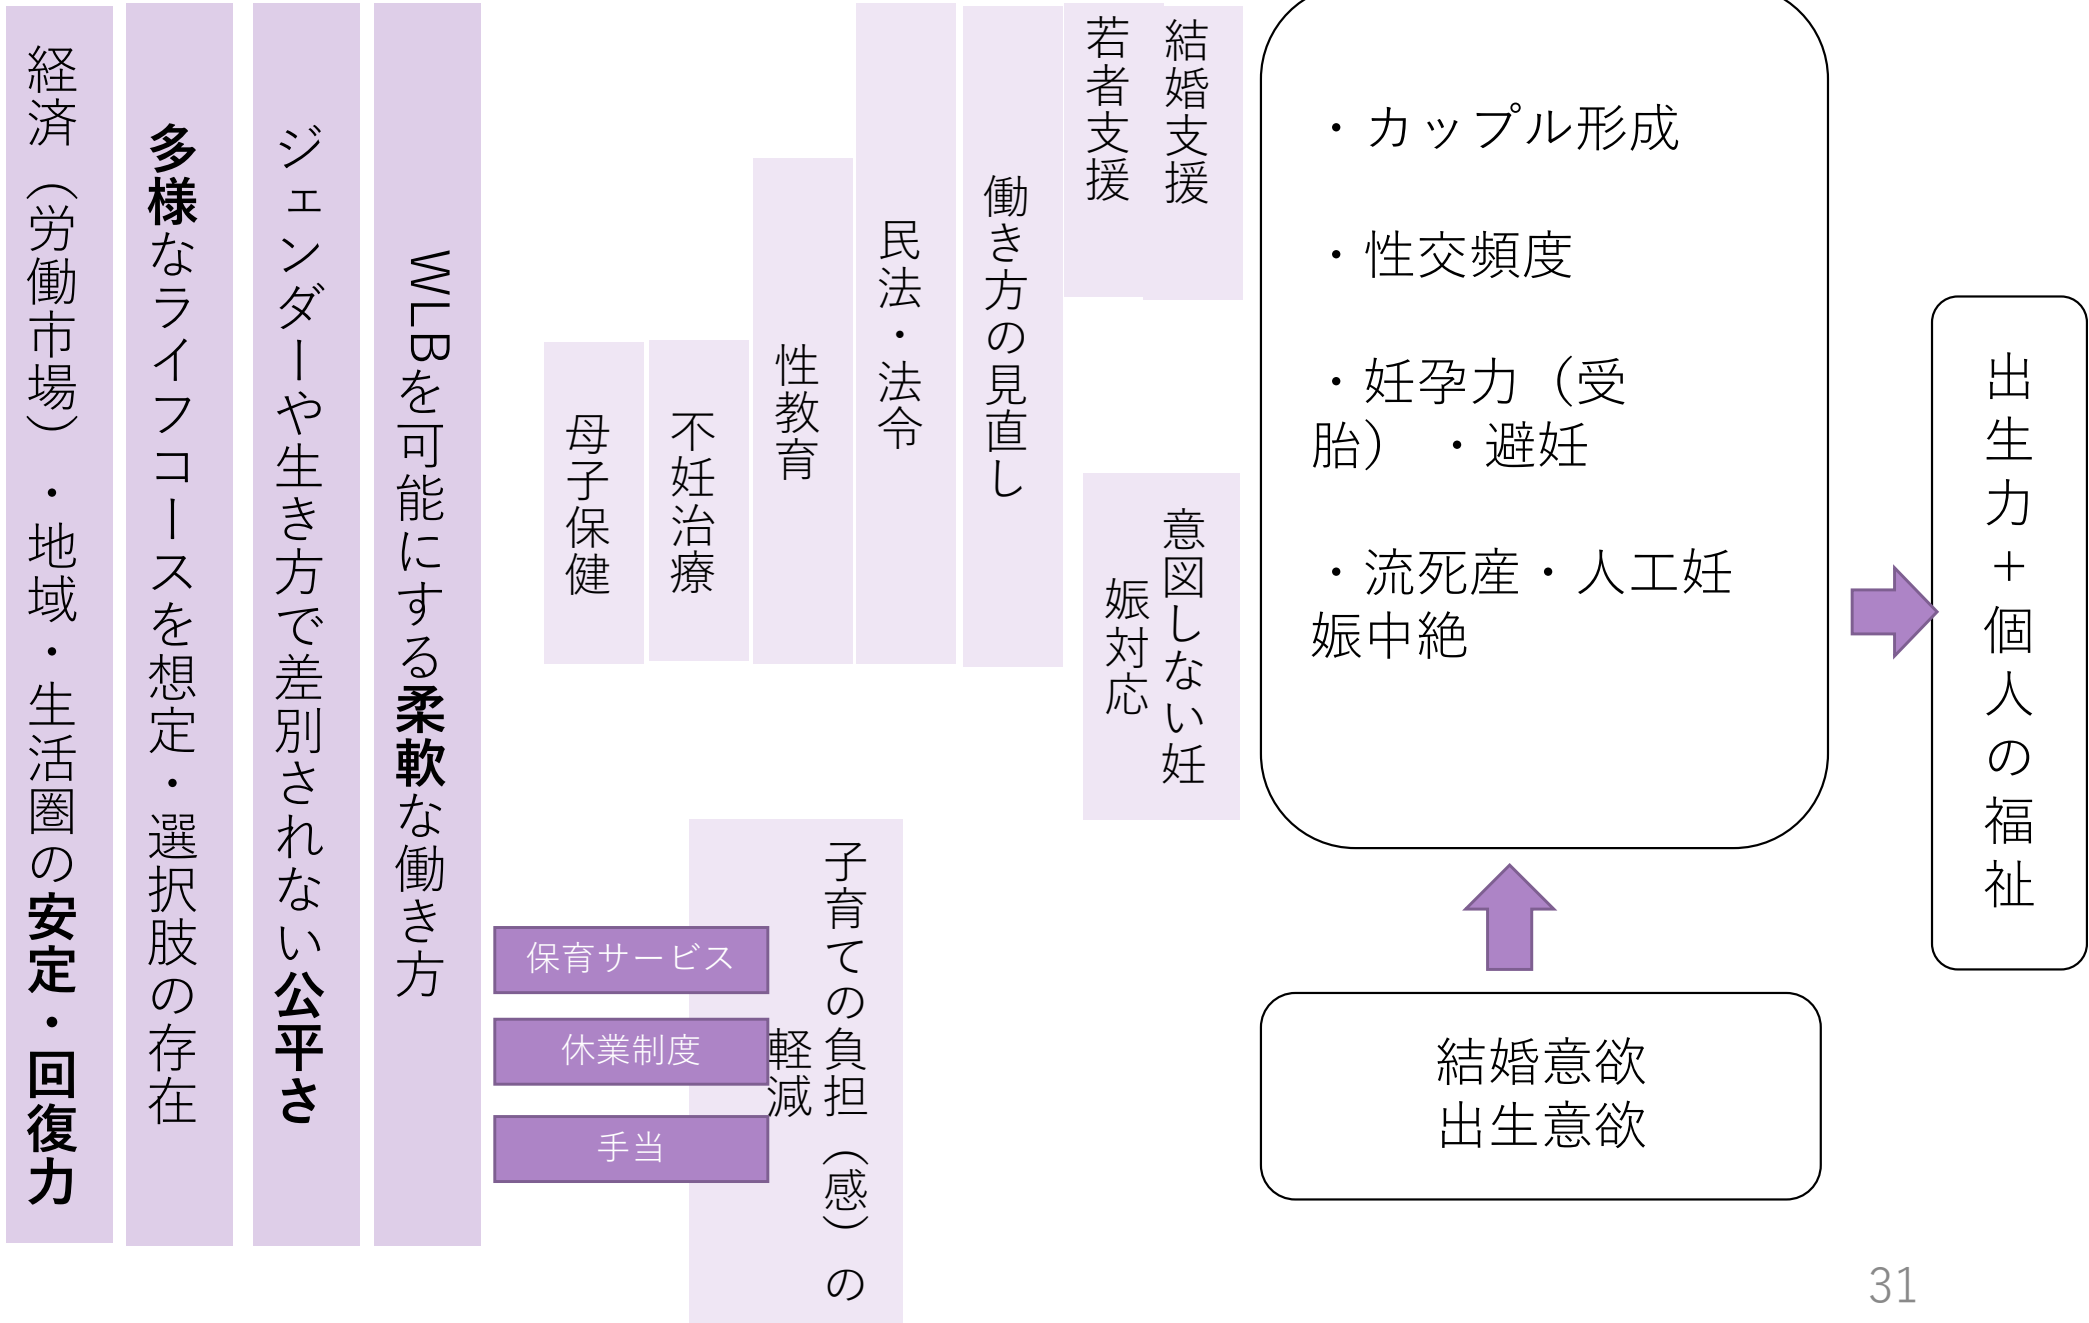 経済（労働市場）・地域・生活圏の安定・回復力
多様なライフコースを想定・選択肢の存在
ジェンダーや生き方で差別されない公平さ
WLBを可能にする柔軟な働き方
母子保健
不妊治療
性教育
民法・法令
働き方の見直し
若者支援
結婚支援
意図しない妊
娠対応
子育ての負担（感）の
軽減
保育サービス
休業制度
手当
・カップル形成
・性交頻度
・妊孕力（受
胎） ・避妊
・流死産・人工妊
娠中絶
結婚意欲
出生意欲
出生力＋個人の福祉
31